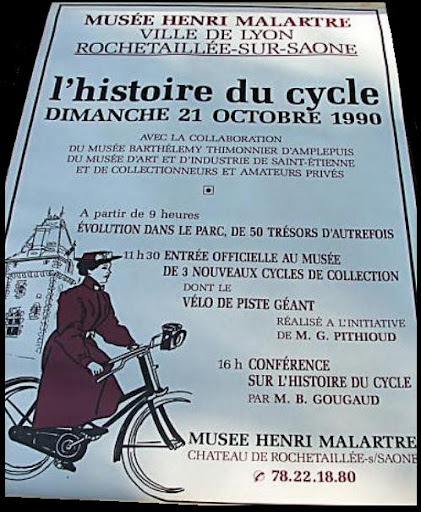 MUSÉE HENRI MALARTRE
VILLE DE LYON
ROCHETAILLÉE-SUR-SAONE
l'histoire du cycle
DIMANCHE 21 OCTOBRE 1990
AVEC LA COLLABORATION
DU MUSÉE BARTHÉLEMY THIMONNIER D'AMPLEPUIS
DU MUSÉE D'ART ET D'INDUSTRIE DE SAINT-ÉTIENNE
ET DE COLLECTIONNEURS ET AMATEURS PRIVÉS
A partir de 9 heures
ÉVOLUTION DANS LE PARC, DE 50 TRÉSORS D'AUTREFOIS
11 h 30 ENTRÉE OFFICIELLE AU MUSÉE
DE 3 NOUVEAUX CYCLES DE COLLECTION
DONT LE
VÉLO DE PISTE GÉANT
RÉALISÉ A L'INITIATIVE
DE M. G. PITHIOUD
16 h CONFÉRENCE
SUR L'HISTOIRE DU CYCLE
PAR M. B. GOUGAUD
MUSEE HENRI MALARTRE
CHATEAU DE ROCHETAILLÉE-s/SAONE
✆ 78.22.18.80